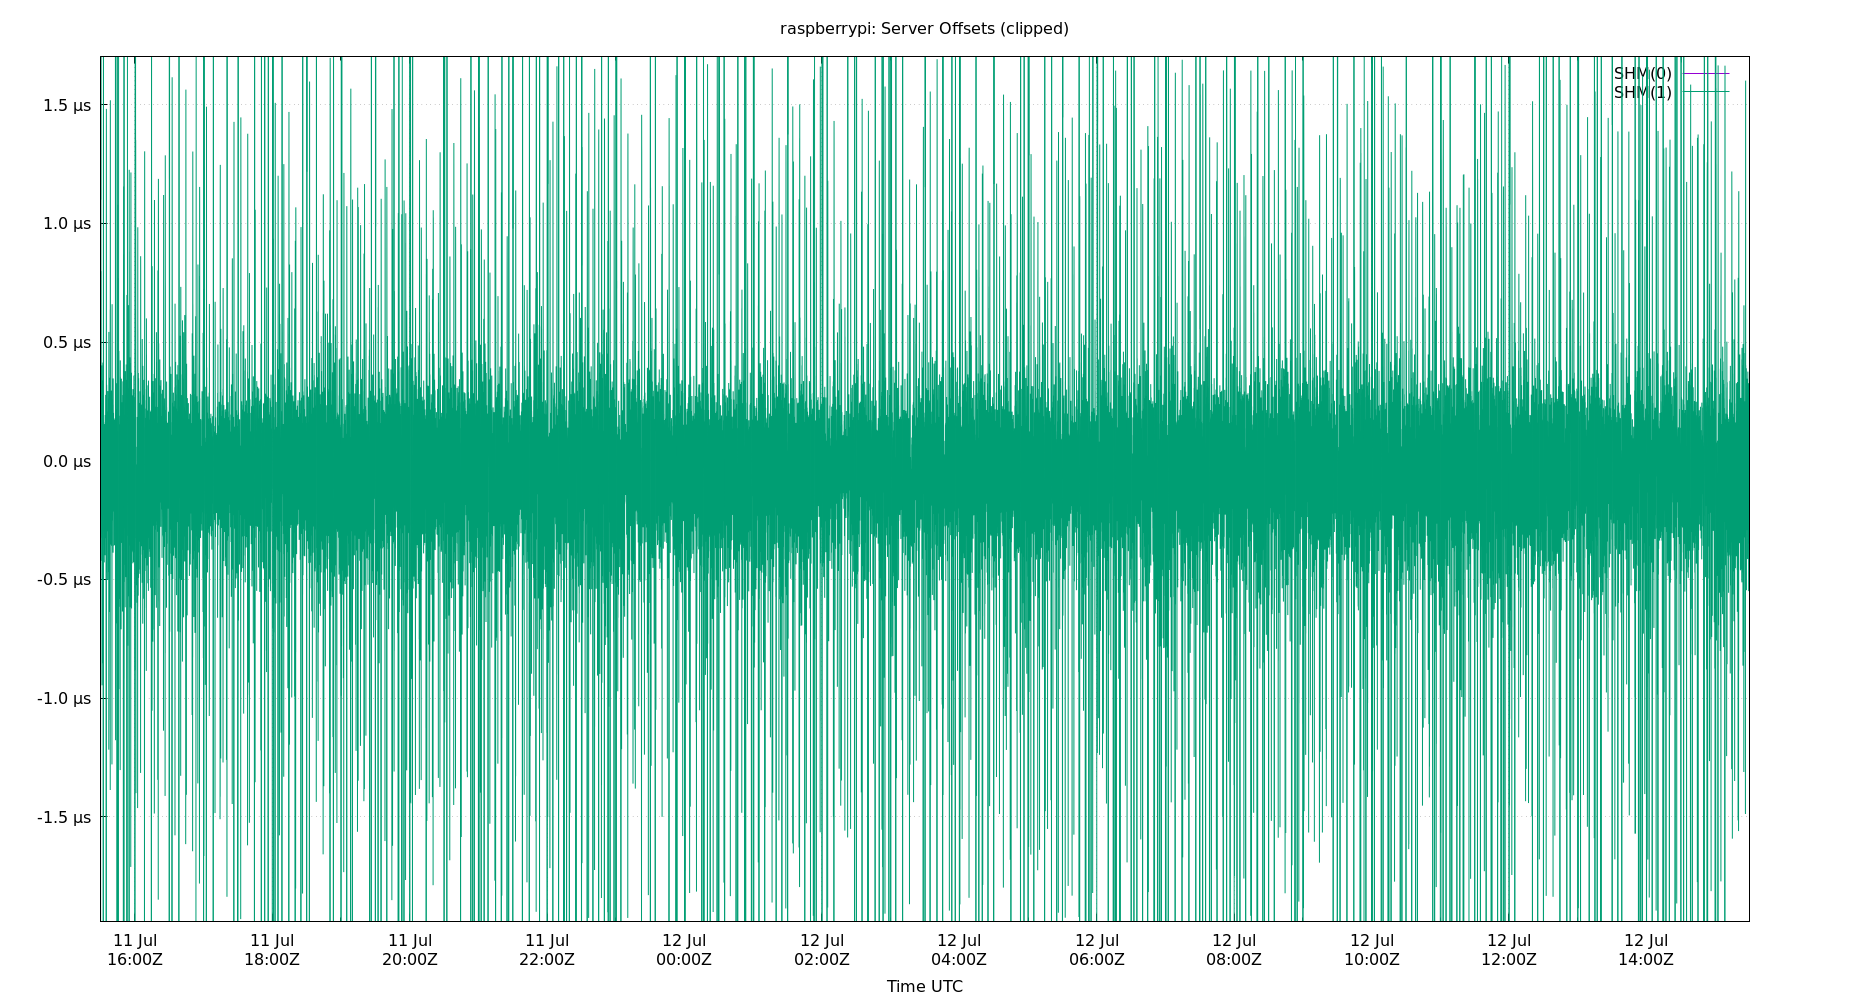 raspberrypi: Server Offsets (clipped)
SHM(0)
SHM(1)
1.5 µs
1.0 µs
0.5 µs
0.0 µs
-0.5 µs
-1.0 µs
-1.5 µs
11 Jul 11 Jul 11 Jul 11 Jul 12 Jul 12 Jul 12 Jul 12 Jul 12 Jul 12 Jul 12 Jul 12 Jul
16:00Z 18:00Z 20:00Z 22:00Z 00:00Z 02:00Z 04:00Z 06:00Z 08:00Z 10:00Z 12:00Z 14:00Z
Time UTC